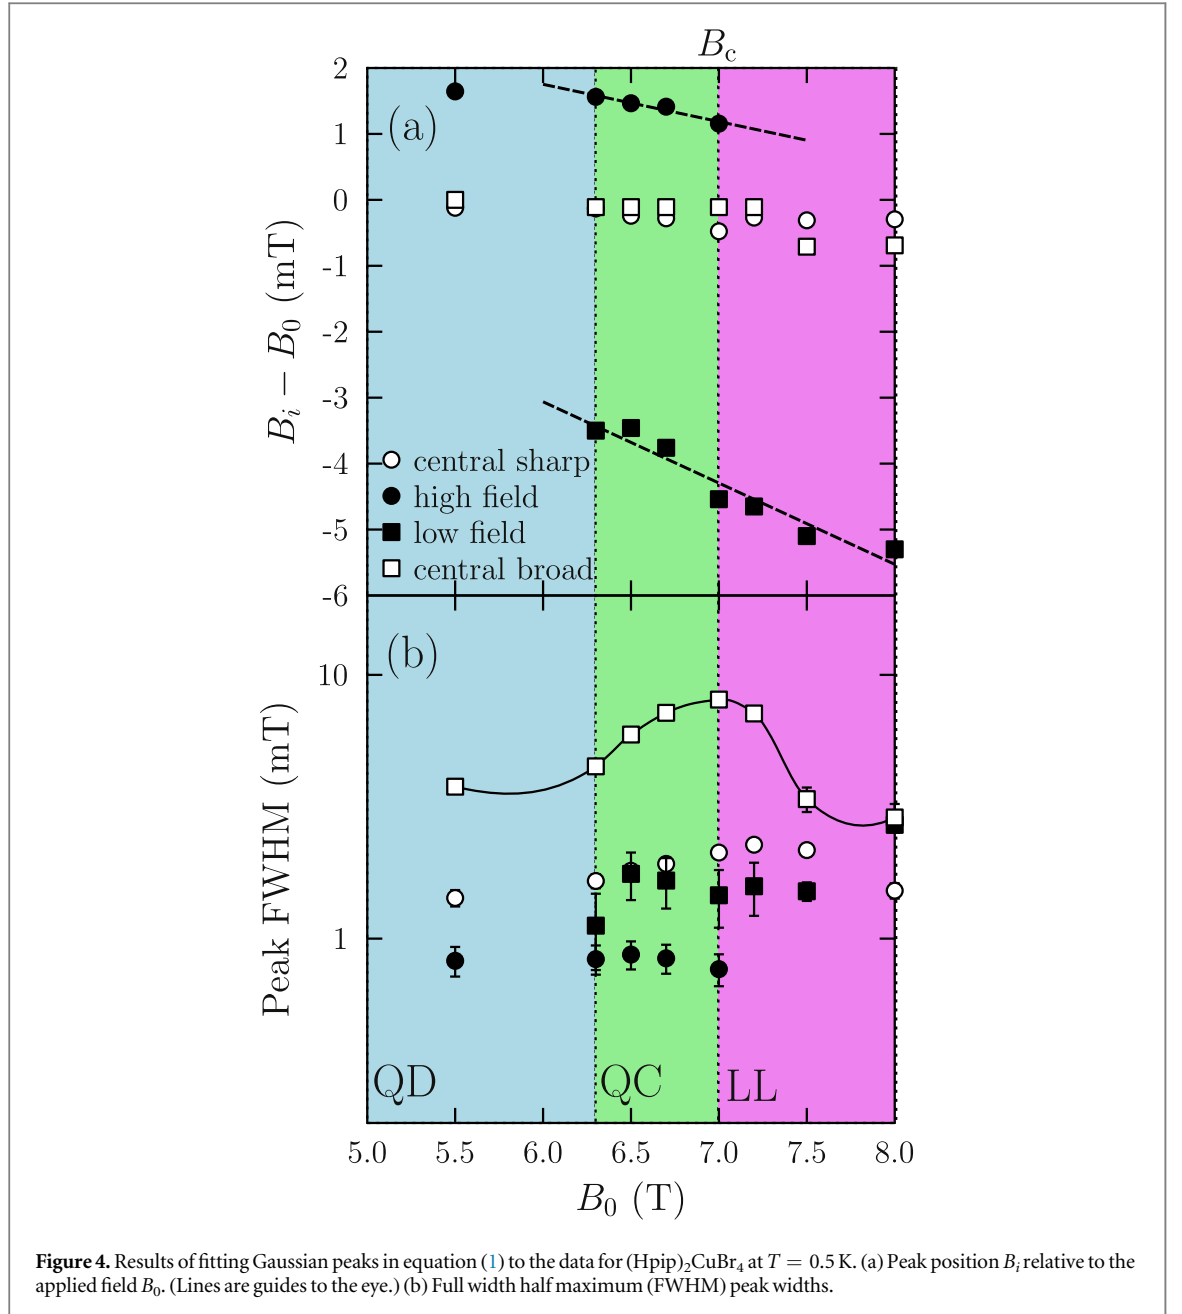 B_c
2
(a)
1
0
-1
-2
-3
-4
-5
-6
B_i − B_0 (mT)
central sharp
high field
low field
central broad
(b)
10
1
Peak FWHM (mT)
QD QC LL
5.0 5.5 6.0 6.5 7.0 7.5 8.0
B_0 (T)
Figure 4. Results of fitting Gaussian peaks in equation (1) to the data for (Hpip)₂CuBr₄ at T = 0.5 K. (a) Peak position B_i relative to the
applied field B_0. (Lines are guides to the eye.) (b) Full width half maximum (FWHM) peak widths.